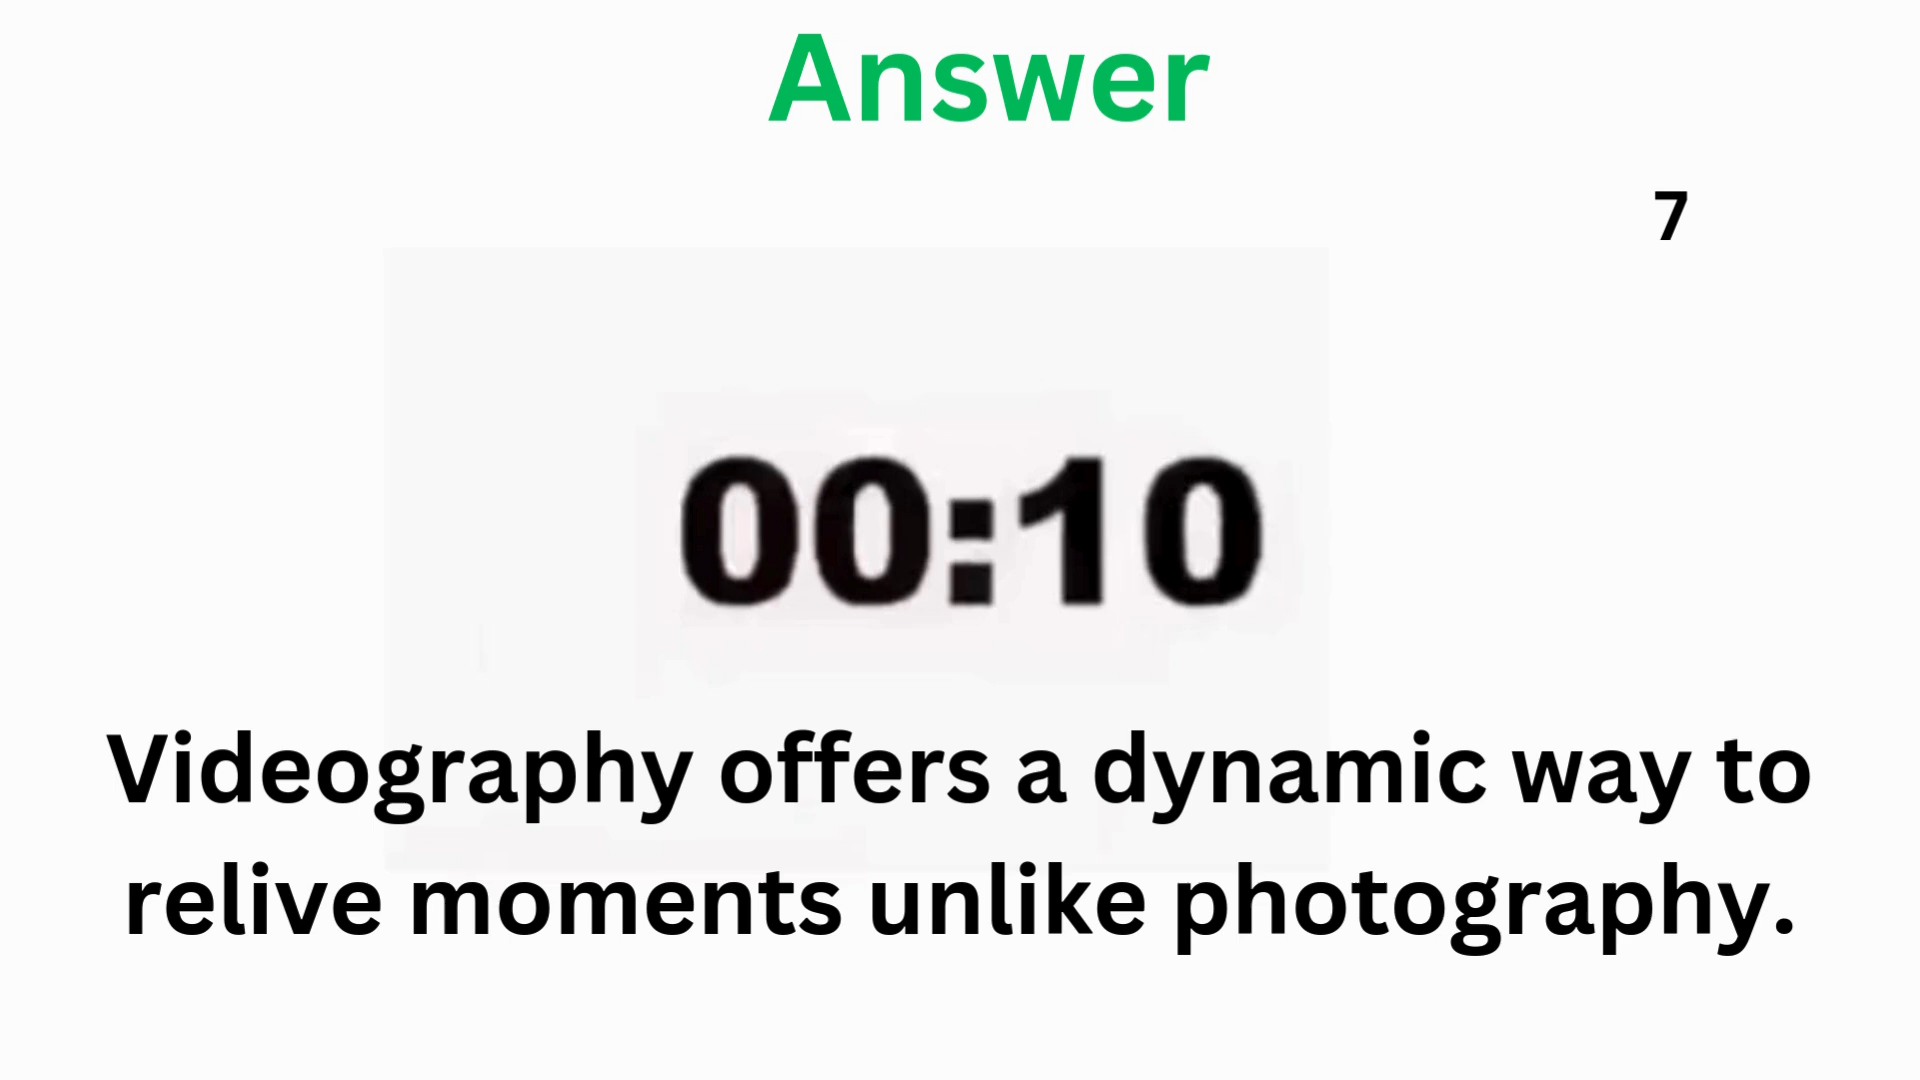 Answer
7
00:10
Videography offers a dynamic way to
relive moments unlike photography.